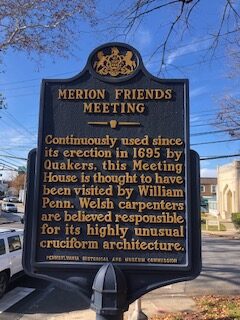 MERION FRIENDS
MEETING
Continuously used since
its erection in 1695 by
Quakers, this Meeting
House is thought to have
been visited by William
Penn. Welsh carpenters
are believed responsible
for its highly unusual
cruciform architecture.
PENNSYLVANIA HISTORICAL AND MUSEUM COMMISSION